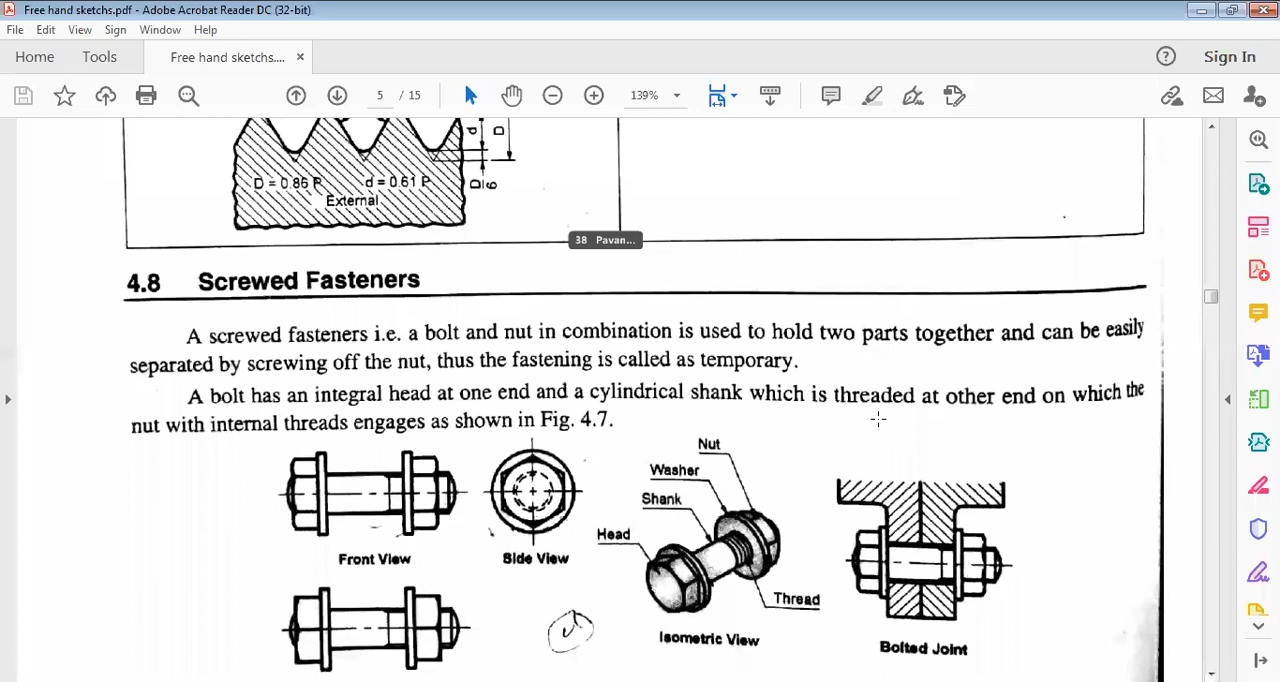 Free hand sketchs.pdf - Adobe Acrobat Reader DC (32-bit)
File Edit View Sign Window Help
Home Tools Free hand sketchs.... × Sign In
5 / 15 139%
d D
D = 0.86 P d = 0.61 P
D/6
External
38 Pavan...
4.8 Screwed Fasteners
A screwed fasteners i.e. a bolt and nut in combination is used to hold two parts together and can be easily
separated by screwing off the nut, thus the fastening is called as temporary.
A bolt has an integral head at one end and a cylindrical shank which is threaded at other end on which the
nut with internal threads engages as shown in Fig. 4.7.
Nut
Washer
Shank
Head
Front View
Side View
Thread
Isometric View
Bolted Joint